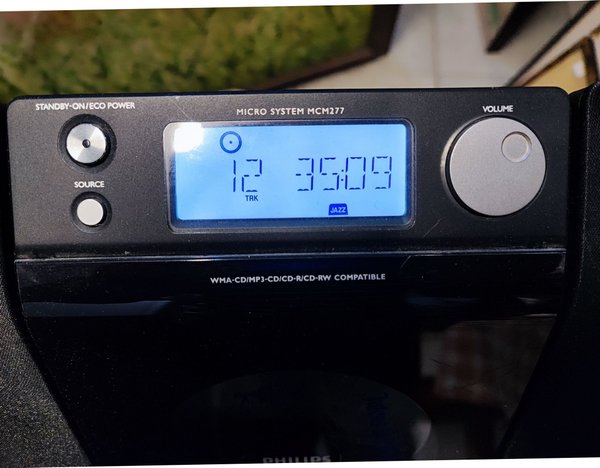 STANDBY-ON/ECO POWER
MICRO SYSTEM MCM277
VOLUME
SOURCE
12 35:09
TRK
JAZZ
WMA-CD/MP3-CD/CD-R/CD-RW COMPATIBLE
PHILIPS